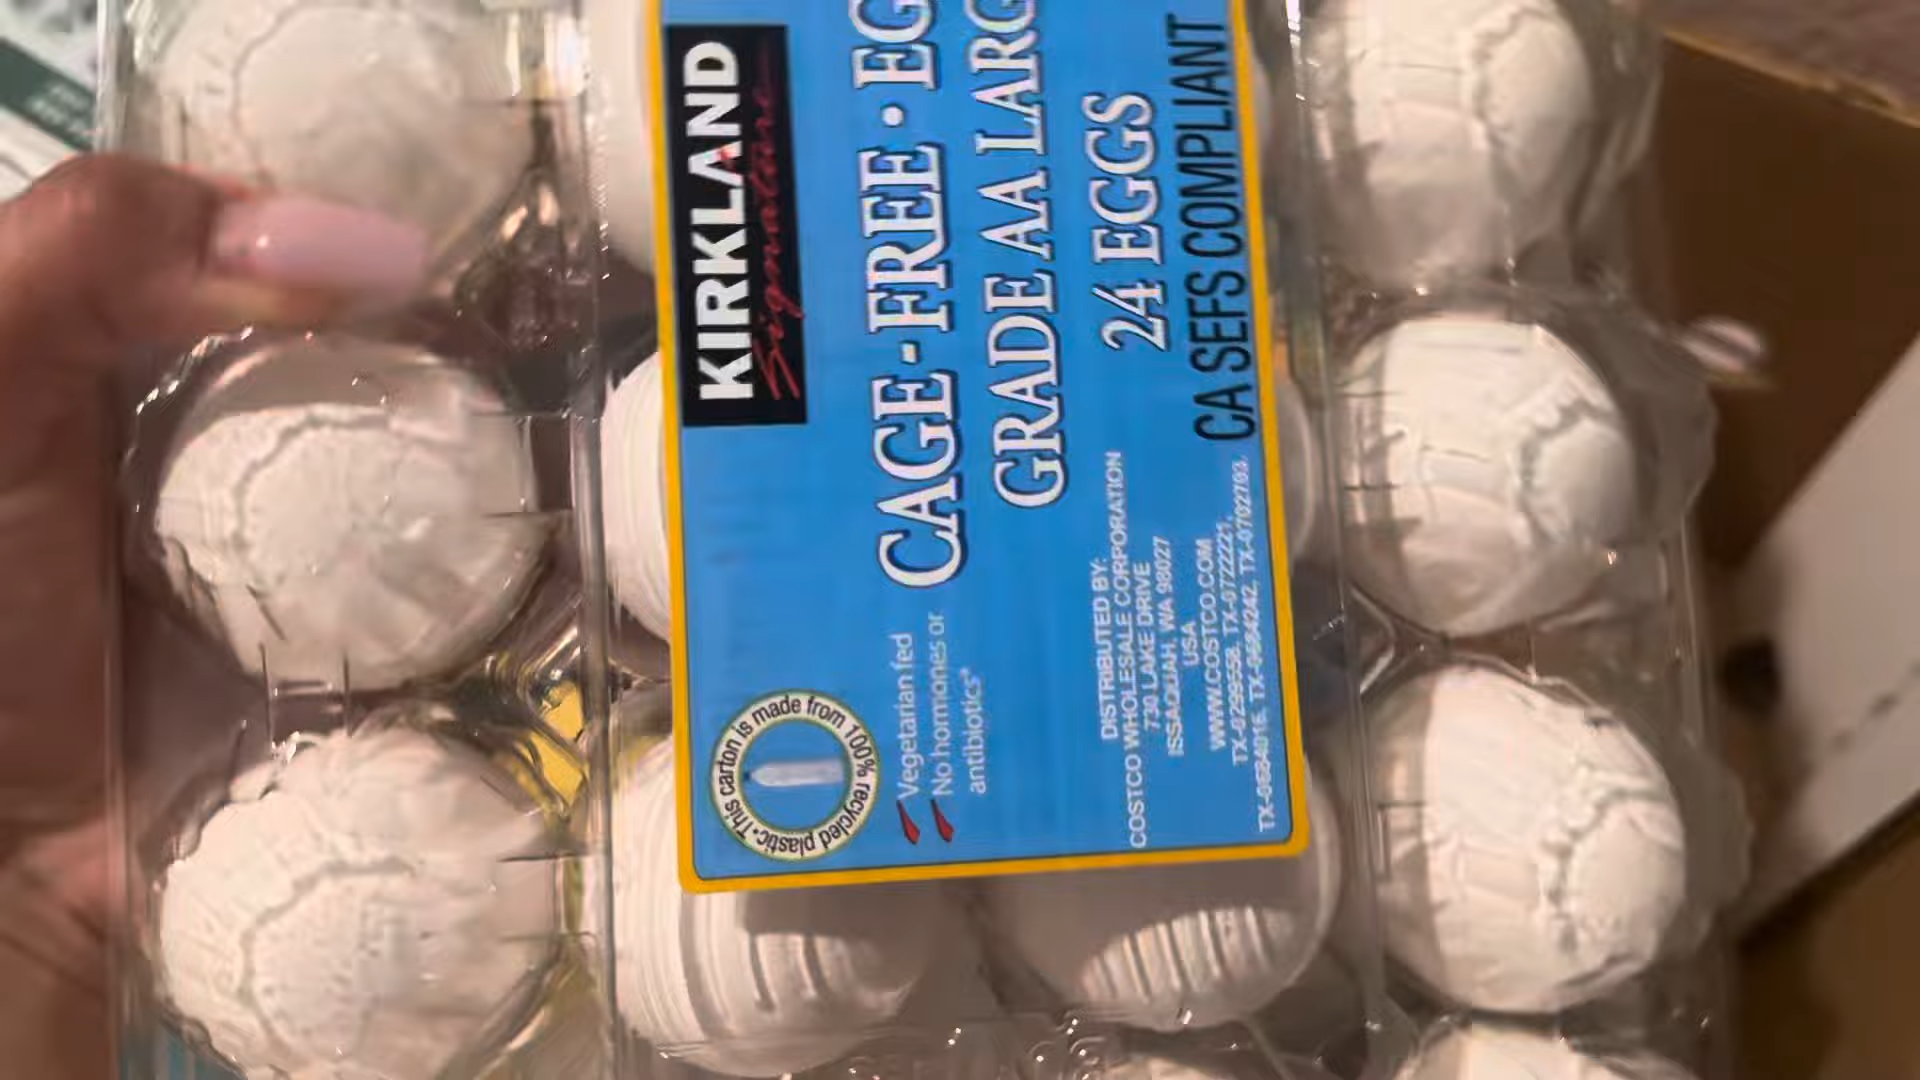 KIRKLAND
Signature
CAGE • FREE • EG
GRADE AA LARG
24 EGGS
CA SEFS COMPLIANT
This carton is made from 100% recycled plastic •
Vegetarian fed
No hormones or
antibiotics*
DISTRIBUTED BY:
COSTCO WHOLESALE CORPORATION
730 LAKE DRIVE
ISSAQUAH, WA 98027
USA
WWW.COSTCO.COM